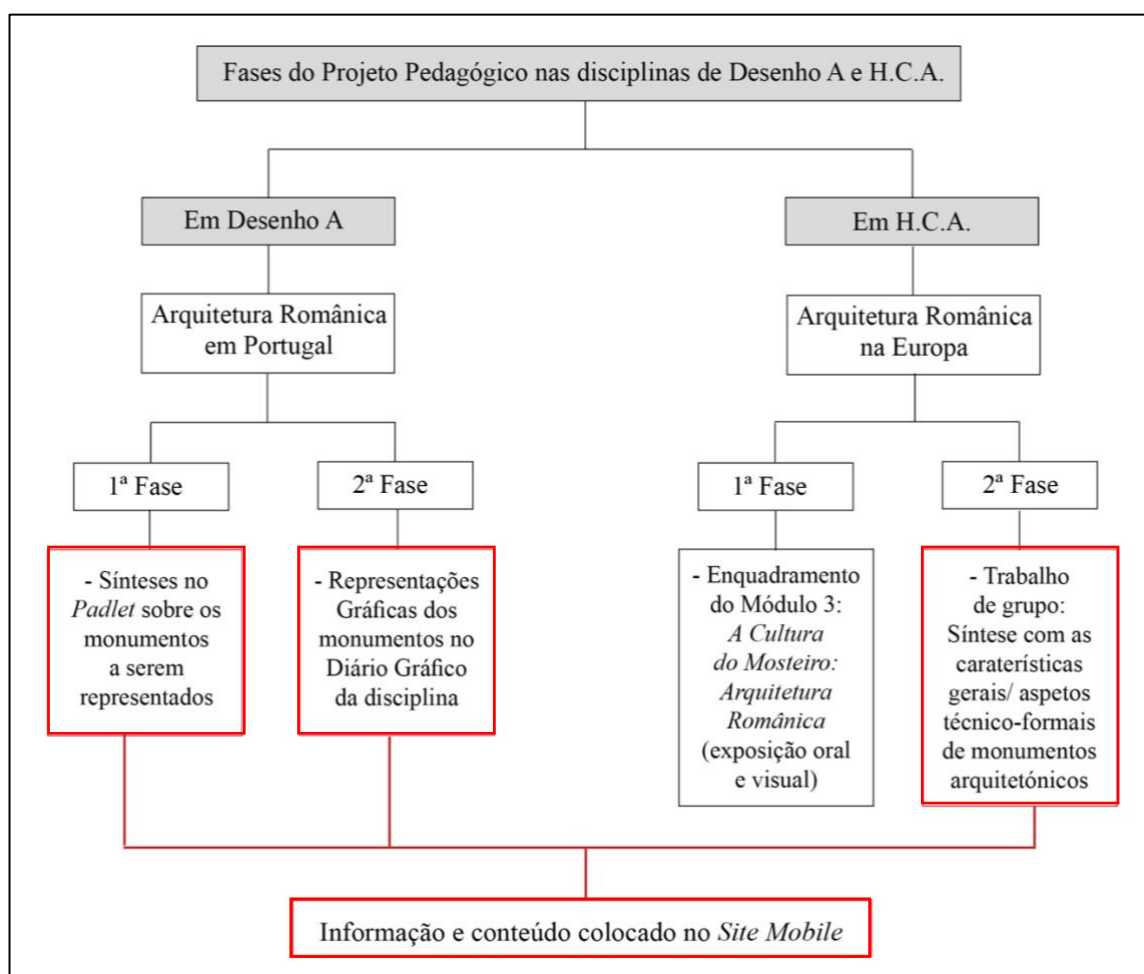 Fases do Projeto Pedagógico nas disciplinas de Desenho A e H.C.A.
Em Desenho A
Em H.C.A.
Arquitetura Românica
em Portugal
Arquitetura Românica
na Europa
1ª Fase
2ª Fase
1ª Fase
2ª Fase
- Sínteses no
Padlet sobre os
monumentos
a serem
representados
- Representações
Gráficas dos
monumentos no
Diário Gráfico
da disciplina
- Enquadramento
do Módulo 3:
A Cultura
do Mosteiro:
Arquitetura
Românica
(exposição oral
e visual)
- Trabalho
de grupo:
Síntese com as
caraterísticas
gerais/ aspetos
técnico-formais
de monumentos
arquitetónicos
Informação e conteúdo colocado no Site Mobile